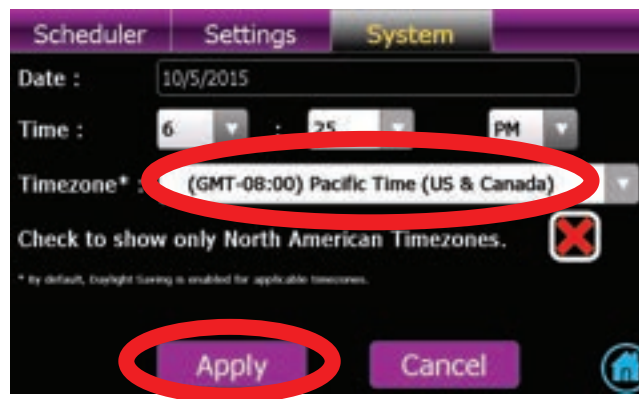 Scheduler Settings System
Date : 10/5/2015
Time : 6 : 25 PM
Timezone* : (GMT-08:00) Pacific Time (US & Canada)
Check to show only North American Timezones.
* By default, Daylight Saving is enabled for applicable timezones.
Apply Cancel